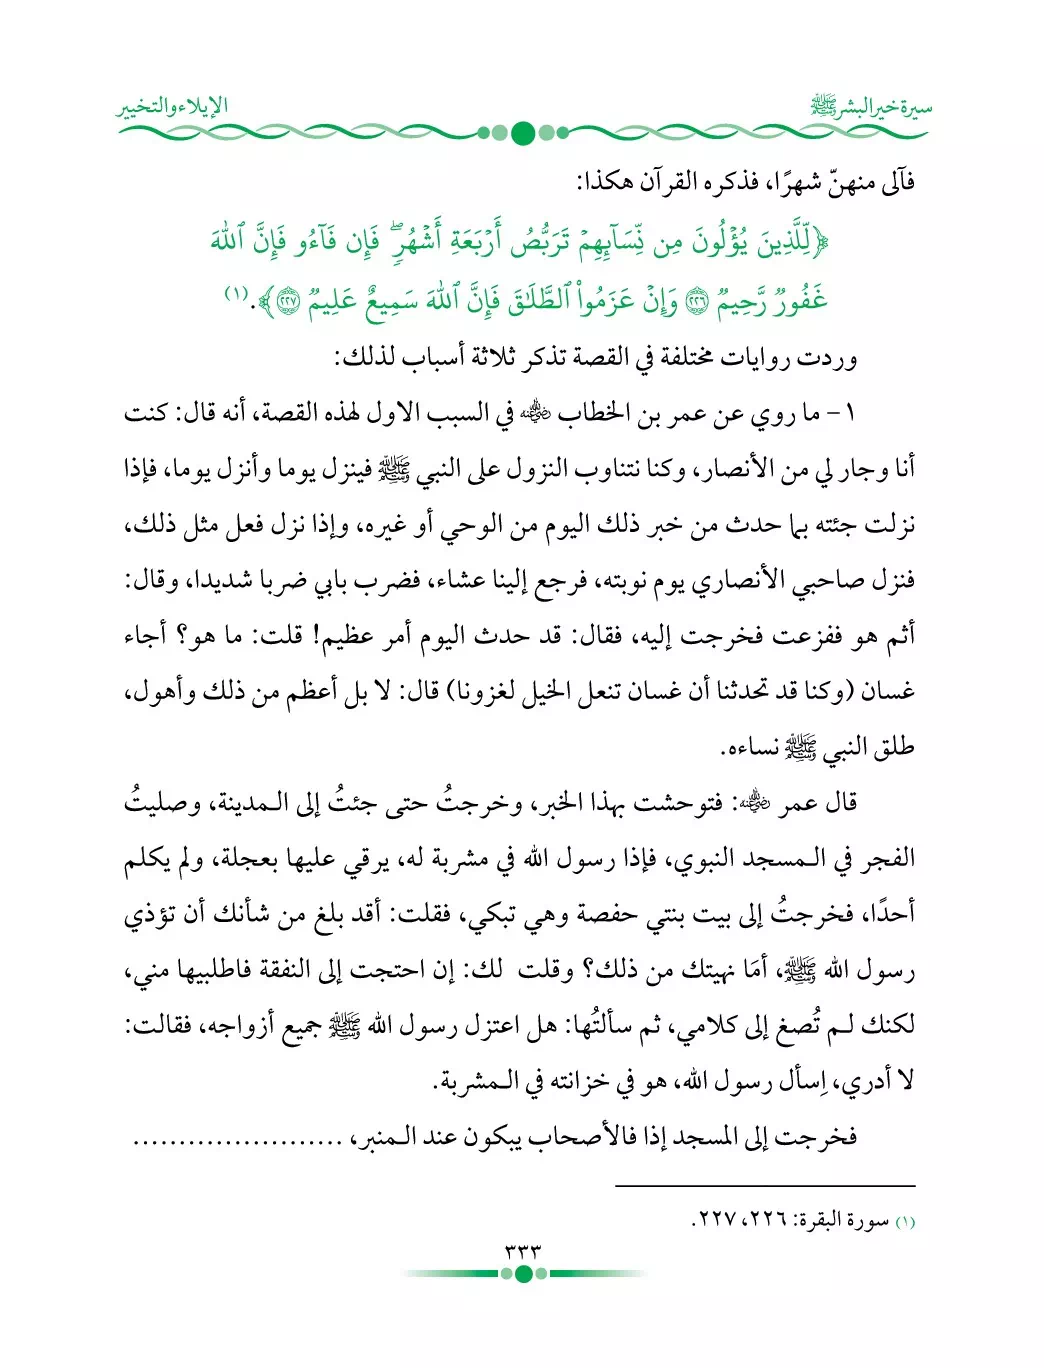 سيرة خير البشر ﷺ
الإيلاء والتخيير
فآلى منهنّ شهرًا، فذكره القرآن هكذا:
﴿لِّلَّذِينَ يُؤۡلُونَ مِن نِّسَآئِهِمۡ تَرَبُّصُ أَرۡبَعَةِ أَشۡهُرٖۖ فَإِن فَآءُو فَإِنَّ ٱللَّهَ
غَفُورٞ رَّحِيمٞ ٢٢٦ وَإِنۡ عَزَمُواْ ٱلطَّلَٰقَ فَإِنَّ ٱللَّهَ سَمِيعٌ عَلِيمٞ ٢٢٧﴾.(١)
وردت روايات مختلفة في القصة تذكر ثلاثة أسباب لذلك:
١- ما روي عن عمر بن الخطاب رضي الله عنه في السبب الاول لهذه القصة، أنه قال: كنت
أنا وجار لي من الأنصار، وكنا نتناوب النزول على النبي ﷺ فينزل يوما وأنزل يوما، فإذا
نزلت جئته بما حدث من خبر ذلك اليوم من الوحي أو غيره، وإذا نزل فعل مثل ذلك،
فنزل صاحبي الأنصاري يوم نوبته، فرجع إلينا عشاء، فضرب بابي ضربا شديدا، وقال:
أثم هو ففزعت فخرجت إليه، فقال: قد حدث اليوم أمر عظيم! قلت: ما هو؟ أجاء
غسان (وكنا قد تحدثنا أن غسان تنعل الخيل لغزونا) قال: لا بل أعظم من ذلك وأهول،
طلق النبي ﷺ نساءه.
قال عمر رضي الله عنه: فتوحشت بهذا الخبر، وخرجتُ حتى جئتُ إلى الـمدينة، وصليتُ
الفجر في الـمسجد النبوي، فإذا رسول الله في مشربة له، يرقي عليها بعجلة، ولم يكلم
أحدًا، فخرجتُ إلى بيت بنتي حفصة وهي تبكي، فقلت: أقد بلغ من شأنك أن تؤذي
رسول الله ﷺ، أمَا نهيتك من ذلك؟ وقلت لك: إن احتجت إلى النفقة فاطلبيها مني،
لكنك لـم تُصغ إلى كلامي، ثم سألتُها: هل اعتزل رسول الله ﷺ جميع أزواجه، فقالت:
لا أدري، اِسأل رسول الله، هو في خزانته في الـمشربة.
فخرجت إلى المسجد إذا فالأصحاب يبكون عند الـمنبر، .......................
(١) سورة البقرة: ٢٢٦، ٢٢٧.
٣٣٣